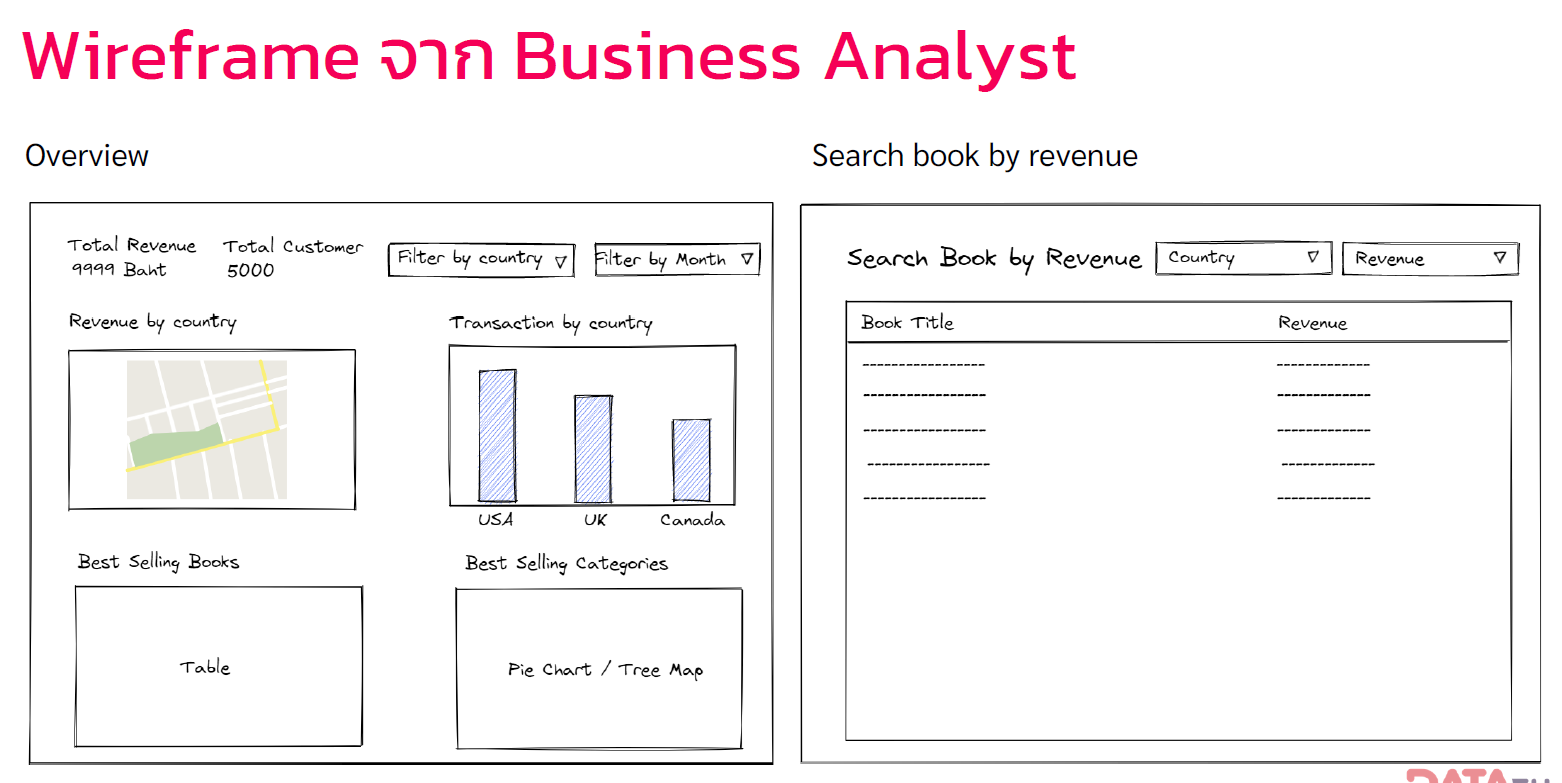 Wireframe จาก Business Analyst
Overview
Total Revenue
9999 Baht
Total Customer
5000
Filter by country
Filter by Month
Revenue by country
Transaction by country
USA
UK
Canada
Best Selling Books
Table
Best Selling Categories
Pie Chart / Tree Map
Search book by revenue
Search Book by Revenue
Country
Revenue
Book Title
Revenue
DATA